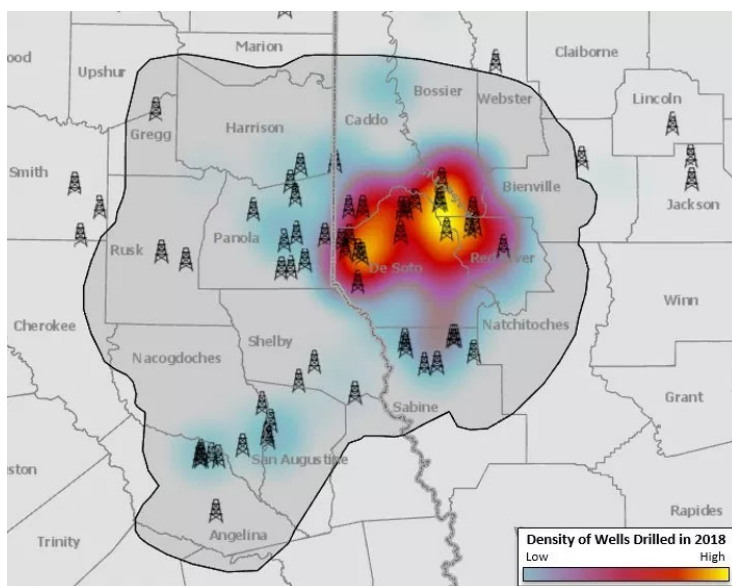 Marion
Claiborne
ood
Upshur
Bossier
Webster
Lincoln
Caddo
Gregg
Harrison
Smith
Bienville
Jackson
Panola
Rusk
De Soto
Red River
Winn
Cherokee
Natchitoches
Shelby
Nacogdoches
Grant
Sabine
San Augustine
ston
Rapides
Angelina
Trinity
Density of Wells Drilled in 2018
Low High